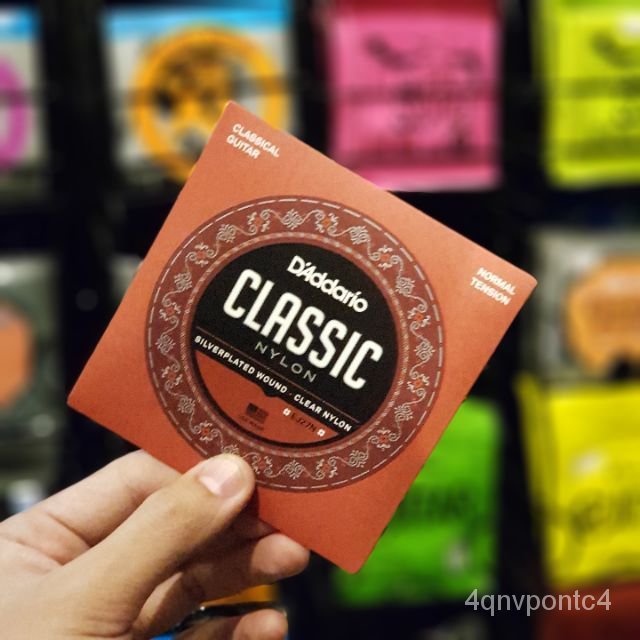 CLASSICAL
GUITAR
NORMAL
TENSION
D'Addario
CLASSIC
NYLON
SILVERPLATED WOUND · CLEAR NYLON
4qnvpontc4